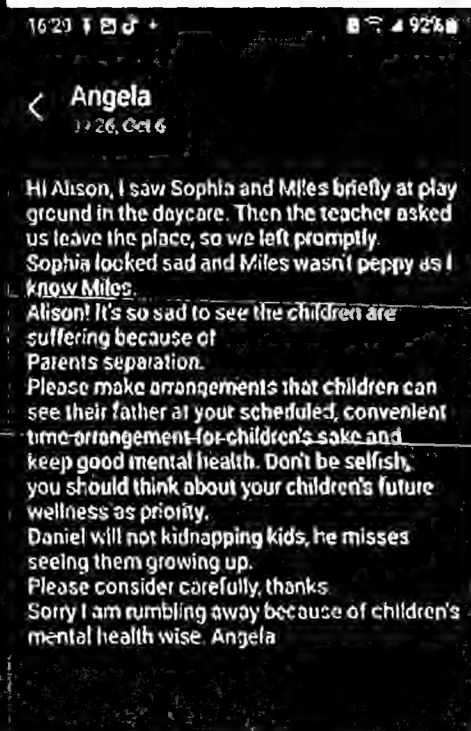 16:29 92%
Angela
19 26, Oct 6
Hi Alison, I saw Sophia and Miles briefly at play
ground in the daycare. Then the teacher asked
us leave the place, so we left promptly.
Sophia looked sad and Miles wasn't peppy as I
know Miles.
Alison! It's so sad to see the children are
suffering because of
Parents separation.
Please make arrangements that children can
see their father at your scheduled, convenient
time arrangement for children's sake and
keep good mental health. Don't be selfish,
you should think about your children's future
wellness as priority.
Daniel will not kidnapping kids, he misses
seeing them growing up.
Please consider carefully, thanks
Sorry I am rumbling away because of children's
mental health wise. Angela